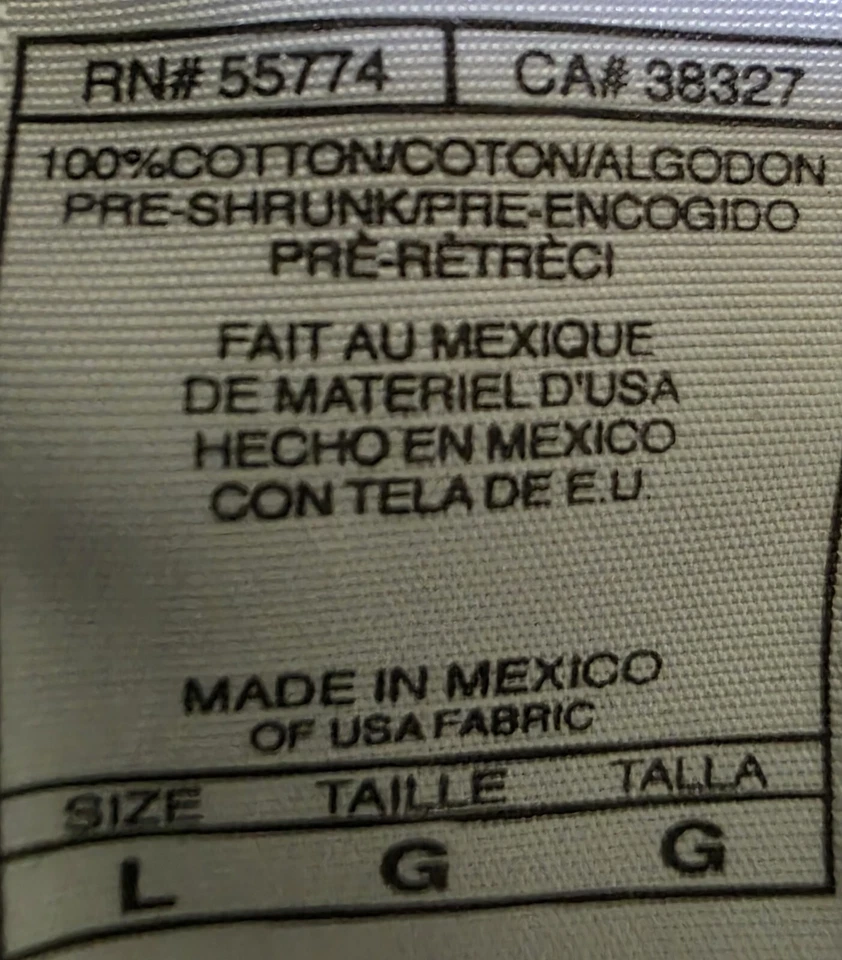 RN# 55774 CA# 38327
100%COTTON/COTON/ALGODON
PRE-SHRUNK/PRE-ENCOGIDO
PRÈ-RÈTRÈCI
FAIT AU MEXIQUE
DE MATERIEL D'USA
HECHO EN MEXICO
CON TELA DE E.U.
MADE IN MEXICO
OF USA FABRIC
SIZE TAILLE TALLA
L G G